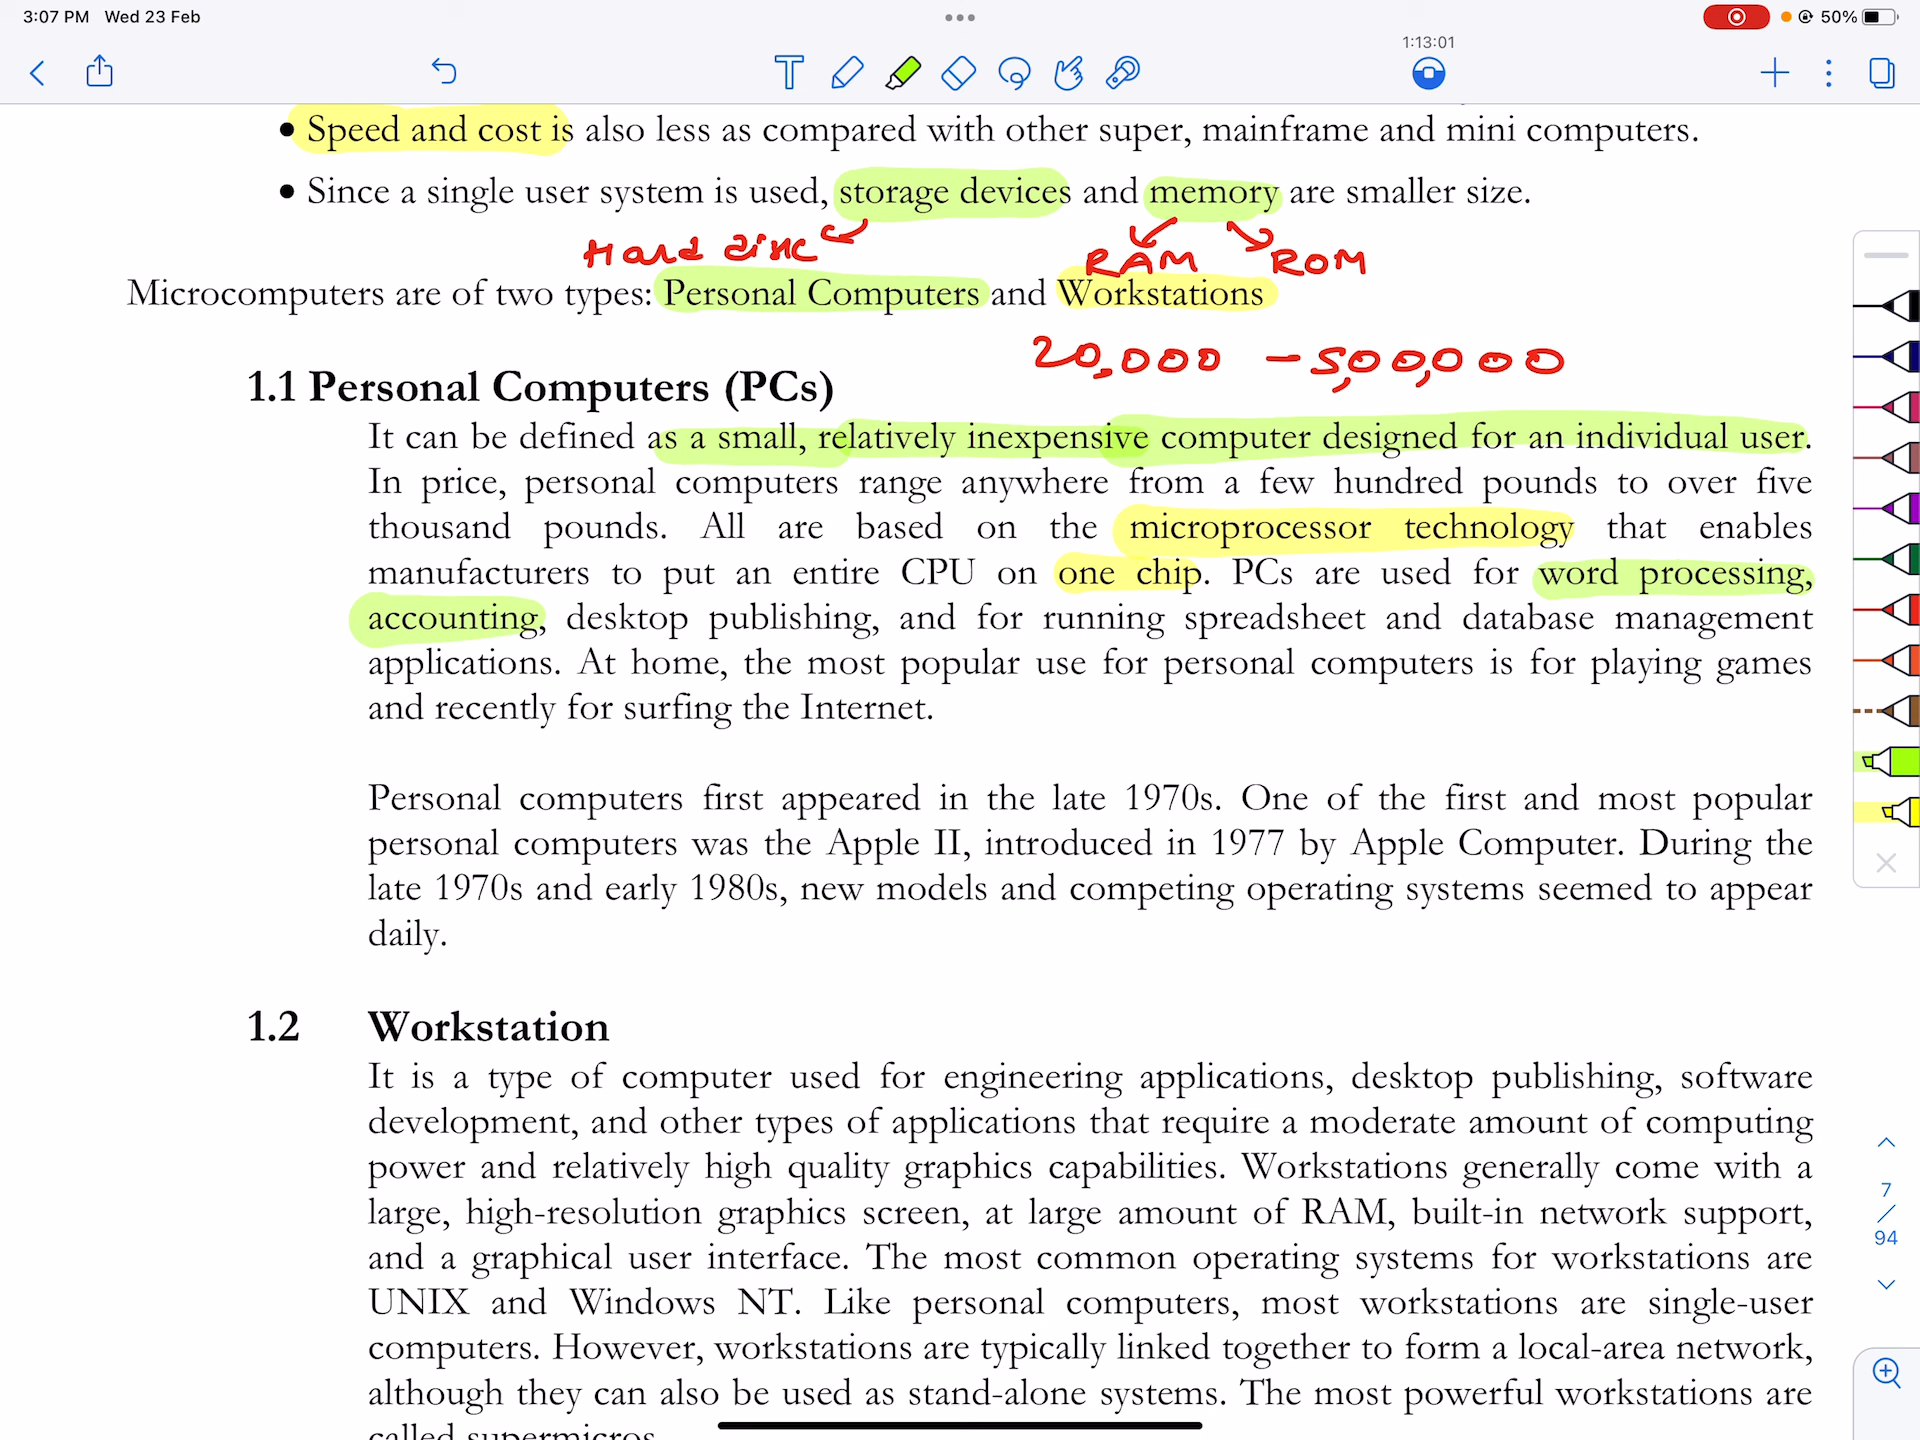 3:07 PM Wed 23 Feb
50%
1:13:01
• Speed and cost is also less as compared with other super, mainframe and mini computers.
• Since a single user system is used, storage devices and memory are smaller size.
Hard disc RAM ROM
Microcomputers are of two types: Personal Computers and Workstations
20,000 - 5,00,000
1.1 Personal Computers (PCs)
It can be defined as a small, relatively inexpensive computer designed for an individual user.
In price, personal computers range anywhere from a few hundred pounds to over five
thousand pounds. All are based on the microprocessor technology that enables
manufacturers to put an entire CPU on one chip. PCs are used for word processing,
accounting, desktop publishing, and for running spreadsheet and database management
applications. At home, the most popular use for personal computers is for playing games
and recently for surfing the Internet.
Personal computers first appeared in the late 1970s. One of the first and most popular
personal computers was the Apple II, introduced in 1977 by Apple Computer. During the
late 1970s and early 1980s, new models and competing operating systems seemed to appear
daily.
1.2 Workstation
It is a type of computer used for engineering applications, desktop publishing, software
development, and other types of applications that require a moderate amount of computing
power and relatively high quality graphics capabilities. Workstations generally come with a
large, high-resolution graphics screen, at large amount of RAM, built-in network support,
and a graphical user interface. The most common operating systems for workstations are
UNIX and Windows NT. Like personal computers, most workstations are single-user
computers. However, workstations are typically linked together to form a local-area network,
although they can also be used as stand-alone systems. The most powerful workstations are
called supermicros.
7
/
94